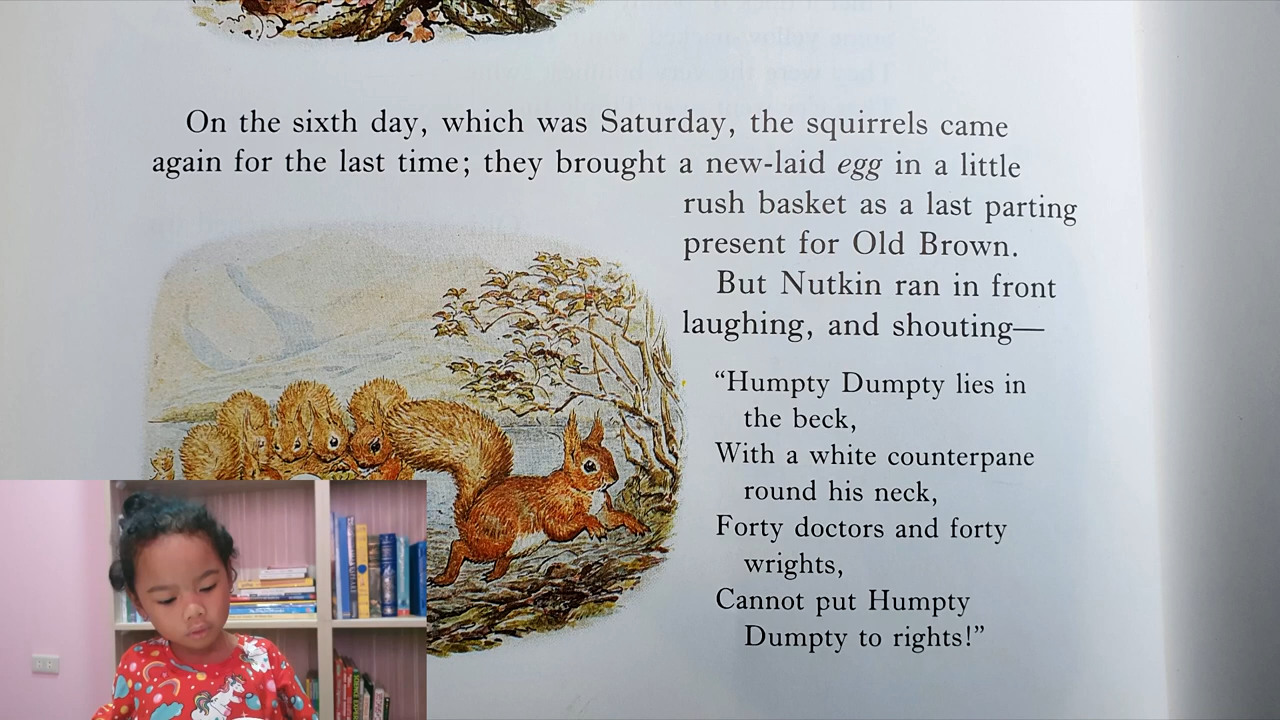 On the sixth day, which was Saturday, the squirrels came
again for the last time; they brought a new-laid egg in a little
rush basket as a last parting
present for Old Brown.
But Nutkin ran in front
laughing, and shouting—
“Humpty Dumpty lies in
the beck,
With a white counterpane
round his neck,
Forty doctors and forty
wrights,
Cannot put Humpty
Dumpty to rights!”